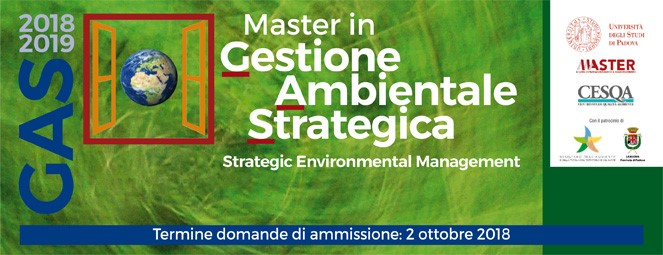 2018
2019
GAS
Master in
Gestione
Ambientale
Strategica
Strategic Environmental Management
Termine domande di ammissione: 2 ottobre 2018
UNIVERSITÀ
DEGLI STUDI
DI PADOVA
MASTER
CESQA
Con il patrocinio di